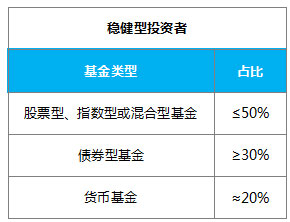 稳健型投资者
基金类型 占比
股票型、指数型或混合型基金 ≤50%
债券型基金 ≥30%
货币基金 ≈20%